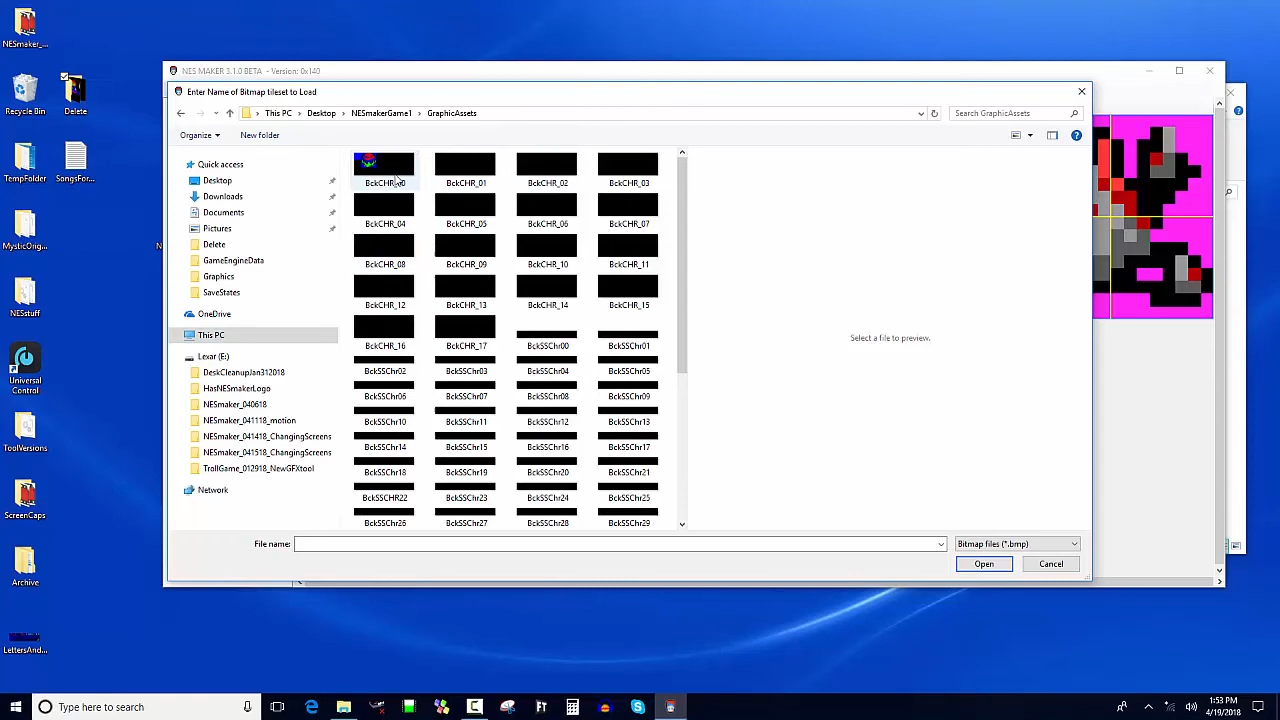 NES MAKER 3.1.0 BETA - Version: 0x140
Enter Name of Bitmap tileset to Load
This PC > Desktop > NESmakerGame1 > GraphicAssets
Search GraphicAssets
Organize
New folder
Quick access
Desktop
Downloads
Documents
Pictures
Delete
GameEngineData
Graphics
SaveStates
OneDrive
This PC
Lexar (E:)
DeskCleanupJan312018
HasNESmakerLogo
NESmaker_040618
NESmaker_041118_motion
NESmaker_041418_ChangingScreens
NESmaker_041518_ChangingScreens
TrollGame_012918_NewGFXtool
Network
BckCHR_01 BckCHR_02 BckCHR_03
BckCHR_04 BckCHR_05 BckCHR_06 BckCHR_07
BckCHR_08 BckCHR_09 BckCHR_10 BckCHR_11
BckCHR_12 BckCHR_13 BckCHR_14 BckCHR_15
BckCHR_16 BckCHR_17 BckSSChr00 BckSSChr01
BckSSChr02 BckSSChr03 BckSSChr04 BckSSChr05
BckSSChr06 BckSSChr07 BckSSChr08 BckSSChr09
BckSSChr10 BckSSChr11 BckSSChr12 BckSSChr13
BckSSChr14 BckSSChr15 BckSSChr16 BckSSChr17
BckSSChr18 BckSSChr19 BckSSChr20 BckSSChr21
BckSSCHR22 BckSSChr23 BckSSChr24 BckSSChr25
BckSSChr26 BckSSChr27 BckSSChr28 BckSSChr29
Select a file to preview.
File name:
Bitmap files (*.bmp)
Open
Cancel
NESmaker_...
Recycle Bin
Delete
TempFolder
SongsFor...
MysticOrig...
NESstuff
Universal
Control
ToolVersions
ScreenCaps
Archive
LettersAnd...
Type here to search
1:53 PM
4/19/2018